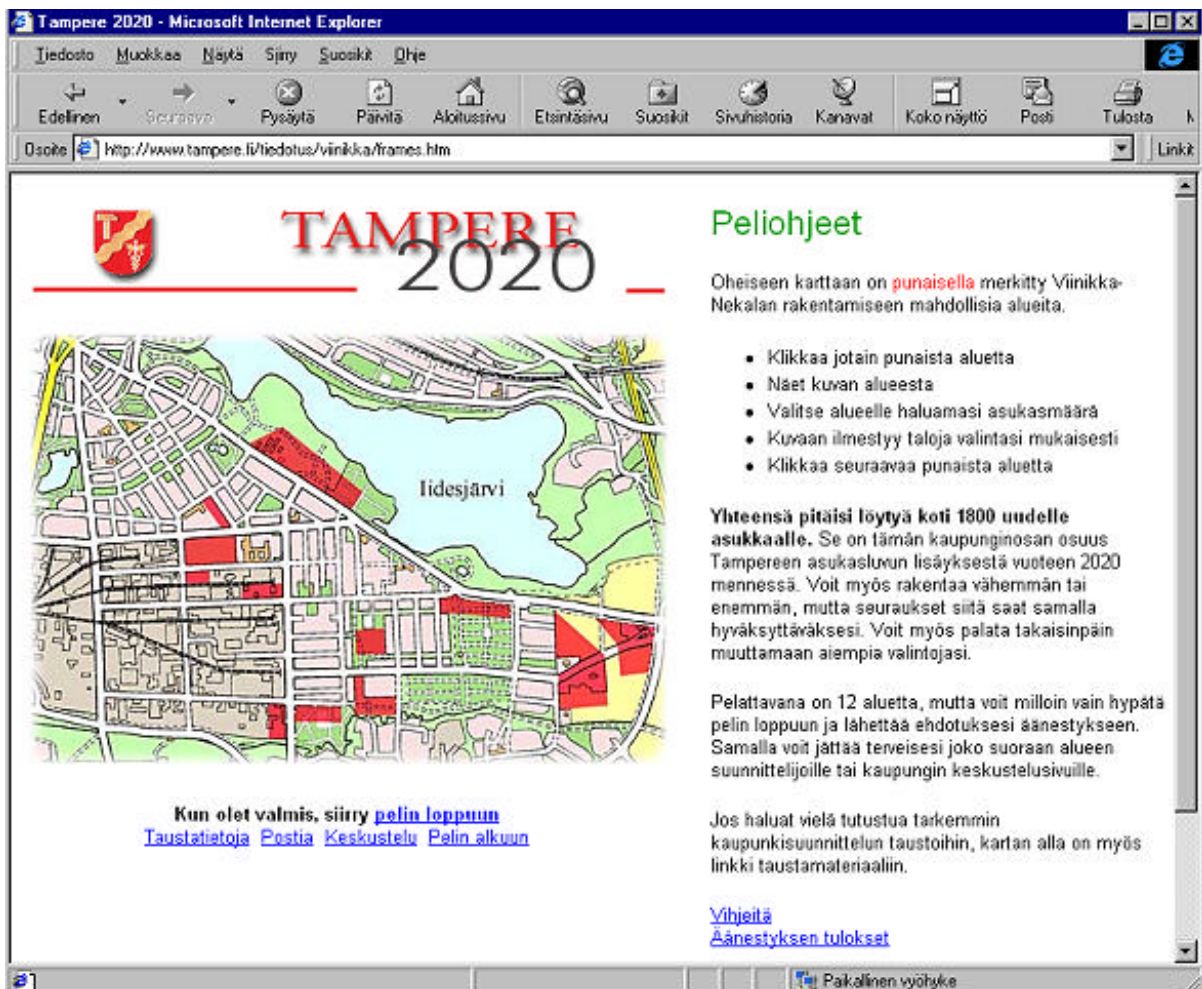 Tampere 2020 - Microsoft Internet Explorer
Tiedosto Muokkaa Näytä Siirry Suosikit Ohje
Edellinen Seuraava Pysäytä Päivitä Aloitussivu Etsintäsivu Suosikit Sivuhistoria Kanavat Koko näyttö Posti Tulosta
Osoite http://www.tampere.fi/tiedotus/viinikka/frames.htm Linkit
TAMPERE
2020
Iidesjärvi
Kun olet valmis, siirry pelin loppuun
Taustatietoja Postia Keskustelu Pelin alkuun
Peliohjeet
Oheiseen karttaan on punaisella merkitty Viinikka-
Nekalan rakentamiseen mahdollisia alueita.
• Klikkaa jotain punaista aluetta
• Näet kuvan alueesta
• Valitse alueelle haluamasi asukasmäärä
• Kuvaan ilmestyy taloja valintasi mukaisesti
• Klikkaa seuraavaa punaista aluetta
Yhteensä pitäisi löytyä koti 1800 uudelle
asukkaalle. Se on tämän kaupunginosan osuus
Tampereen asukasluvun lisäyksestä vuoteen 2020
mennessä. Voit myös rakentaa vähemmän tai
enemmän, mutta seuraukset siitä saat samalla
hyväksyttäväksesi. Voit myös palata takaisinpäin
muuttamaan aiempia valintojasi.
Pelattavana on 12 aluetta, mutta voit milloin vain hypätä
pelin loppuun ja lähettää ehdotuksesi äänestykseen.
Samalla voit jättää terveisesi joko suoraan alueen
suunnittelijoille tai kaupungin keskustelusivuille.
Jos haluat vielä tutustua tarkemmin
kaupunkisuunnittelun taustoihin, kartan alla on myös
linkki taustamateriaaliin.
Vihjeitä
Äänestyksen tulokset
Paikallinen vyöhyke